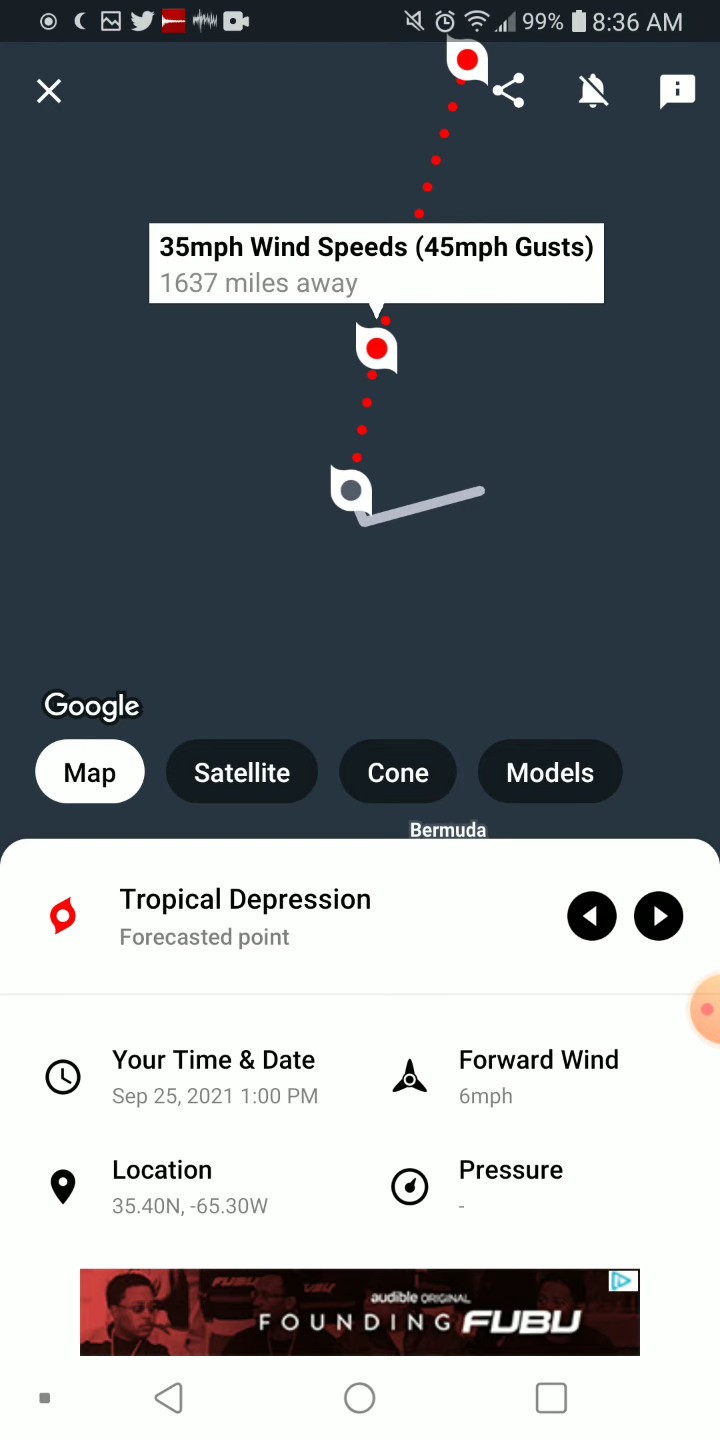 99% 8:36 AM
35mph Wind Speeds (45mph Gusts)
1637 miles away
Google
Map Satellite Cone Models
Bermuda
Tropical Depression
Forecasted point
Your Time & Date
Sep 25, 2021 1:00 PM
Forward Wind
6mph
Location
35.40N, -65.30W
Pressure
-
audible ORIGINAL
FOUNDING FUBU